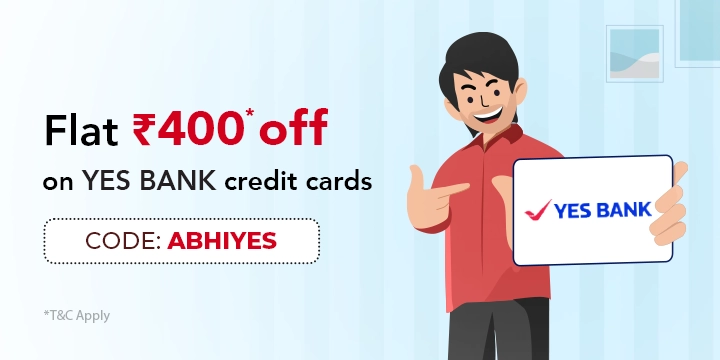 Flat ₹400* off
on YES BANK credit cards
CODE: ABHIYES
*T&C Apply
YES BANK